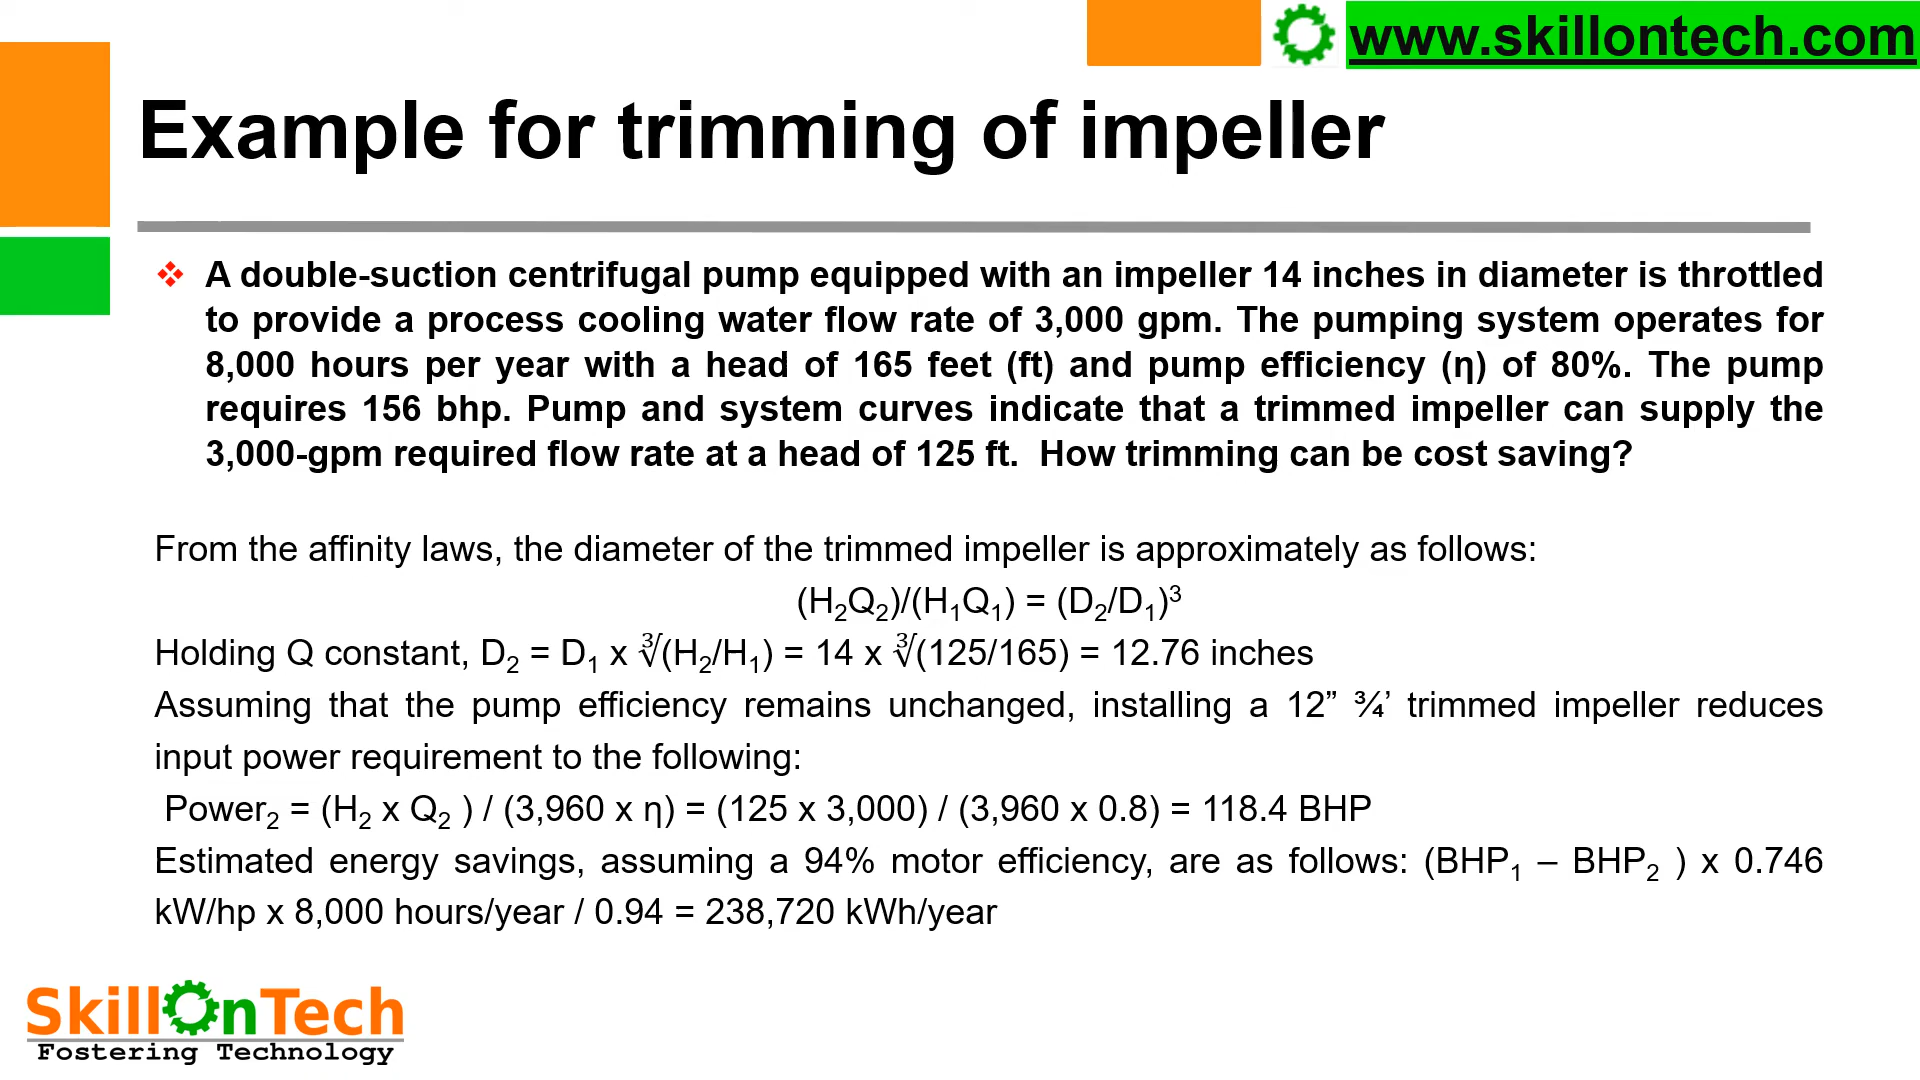 www.skillontech.com
Example for trimming of impeller
❖ A double-suction centrifugal pump equipped with an impeller 14 inches in diameter is throttled
to provide a process cooling water flow rate of 3,000 gpm. The pumping system operates for
8,000 hours per year with a head of 165 feet (ft) and pump efficiency (η) of 80%. The pump
requires 156 bhp. Pump and system curves indicate that a trimmed impeller can supply the
3,000-gpm required flow rate at a head of 125 ft. How trimming can be cost saving?
From the affinity laws, the diameter of the trimmed impeller is approximately as follows:
(H₂Q₂)/(H₁Q₁) = (D₂/D₁)³
Holding Q constant, D₂ = D₁ x ∛(H₂/H₁) = 14 x ∛(125/165) = 12.76 inches
Assuming that the pump efficiency remains unchanged, installing a 12” ¾’ trimmed impeller reduces
input power requirement to the following:
Power₂ = (H₂ x Q₂ ) / (3,960 x η) = (125 x 3,000) / (3,960 x 0.8) = 118.4 BHP
Estimated energy savings, assuming a 94% motor efficiency, are as follows: (BHP₁ – BHP₂ ) x 0.746
kW/hp x 8,000 hours/year / 0.94 = 238,720 kWh/year
SkillOnTech
Fostering Technology